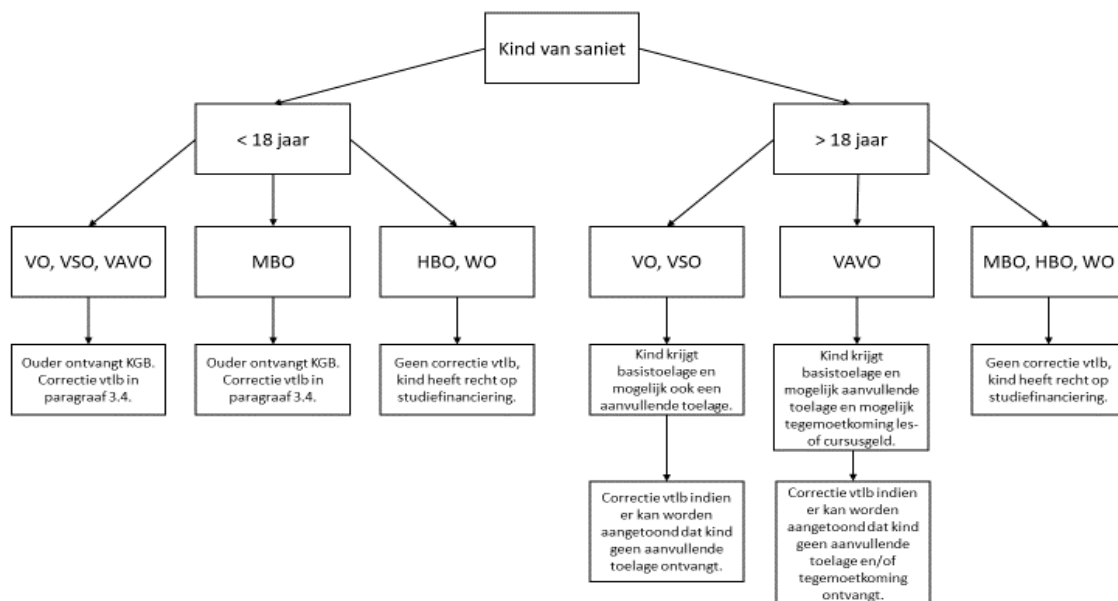 Kind van saniet
< 18 jaar
> 18 jaar
VO, VSO, VAVO
MBO
HBO, WO
VO, VSO
VAVO
MBO, HBO, WO
Ouder ontvangt KGB.
Correctie vtlb in
paragraaf 3.4.
Ouder ontvangt KGB.
Correctie vtlb in
paragraaf 3.4.
Geen correctie vtlb,
kind heeft recht op
studiefinanciering.
Kind krijgt
basistoelage en
mogelijk ook een
aanvullende toelage.
Kind krijgt
basistoelage en
mogelijk aanvullende
toelage en mogelijk
tegemoetkoming les-
of cursusgeld.
Geen correctie vtlb,
kind heeft recht op
studiefinanciering.
Correctie vtlb indien
er kan worden
aangetoond dat kind
geen aanvullende
toelage ontvangt.
Correctie vtlb indien
er kan worden
aangetoond dat kind
geen aanvullende
toelage en/of
tegemoetkoming
ontvangt.